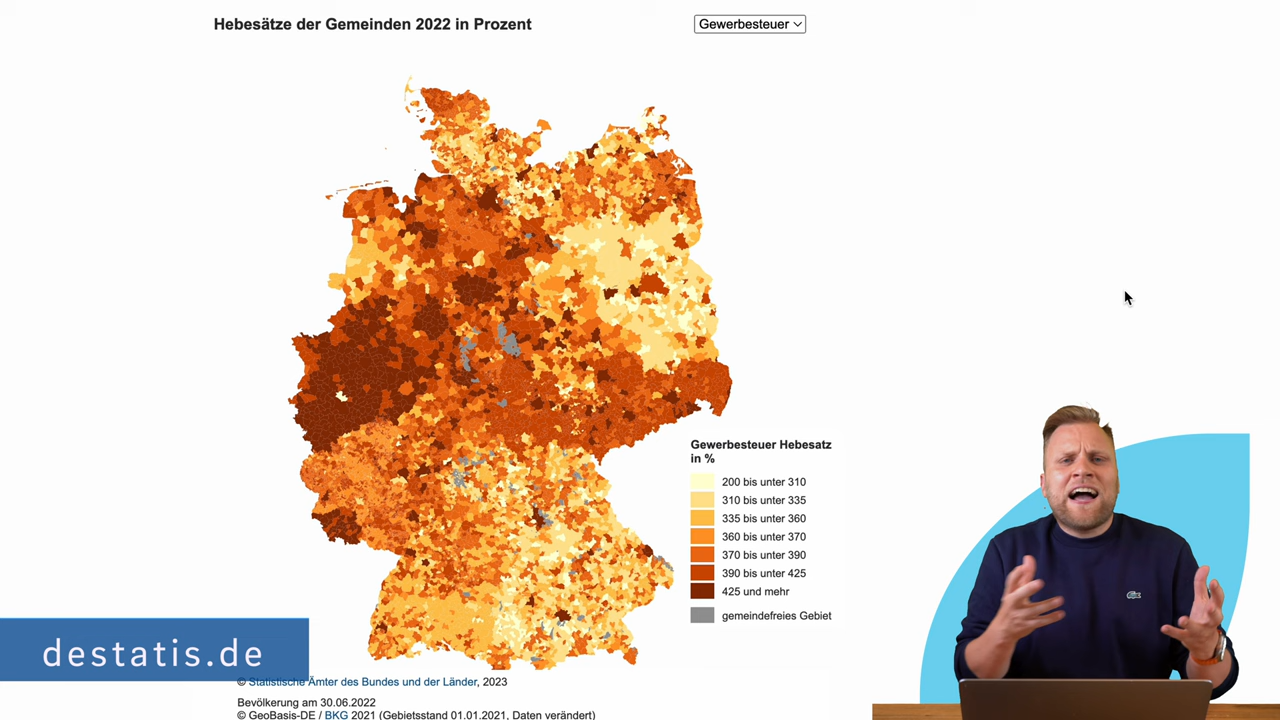 Hebesätze der Gemeinden 2022 in Prozent
Gewerbesteuer
Gewerbesteuer Hebesatz
in %
200 bis unter 310
310 bis unter 335
335 bis unter 360
360 bis unter 370
370 bis unter 390
390 bis unter 425
425 und mehr
gemeindefreies Gebiet
destatis.de
© Statistische Ämter des Bundes und der Länder, 2023
Bevölkerung am 30.06.2022
© GeoBasis-DE / BKG 2021 (Gebietsstand 01.01.2021, Daten verändert)